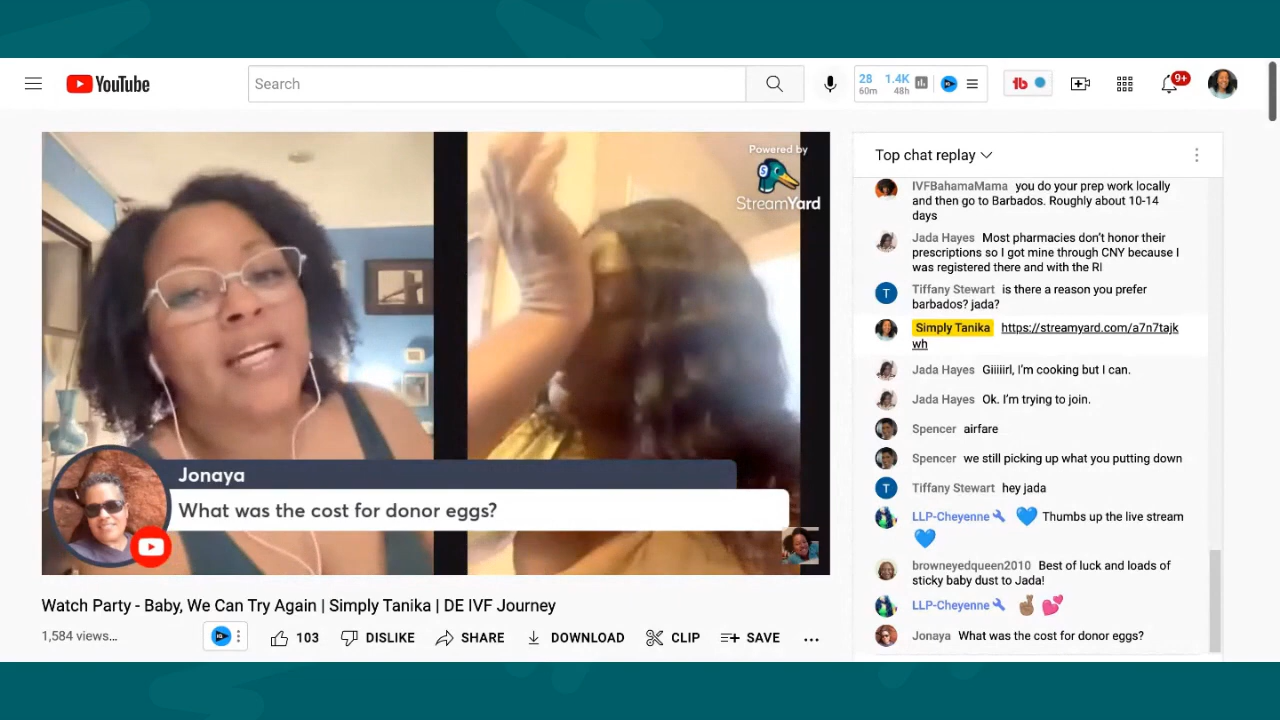 YouTube
Search
28
60m
1.4K
48h
9+
Powered by
StreamYard
Jonaya
What was the cost for donor eggs?
Watch Party - Baby, We Can Try Again | Simply Tanika | DE IVF Journey
1,584 views...
103
DISLIKE
SHARE
DOWNLOAD
CLIP
SAVE
Top chat replay
IVFBahamaMama you do your prep work locally
and then go to Barbados. Roughly about 10-14
days
Jada Hayes Most pharmacies don't honor their
prescriptions so I got mine through CNY because I
was registered there and with the RI
T
Tiffany Stewart is there a reason you prefer
barbados? jada?
Simply Tanika https://streamyard.com/a7n7tajk
wh
Jada Hayes Giiiiirl, I'm cooking but I can.
Jada Hayes Ok. I'm trying to join.
Spencer airfare
Spencer we still picking up what you putting down
T
Tiffany Stewart hey jada
LLP-Cheyenne Thumbs up the live stream
browneyedqueen2010 Best of luck and loads of
sticky baby dust to Jada!
LLP-Cheyenne
Jonaya What was the cost for donor eggs?